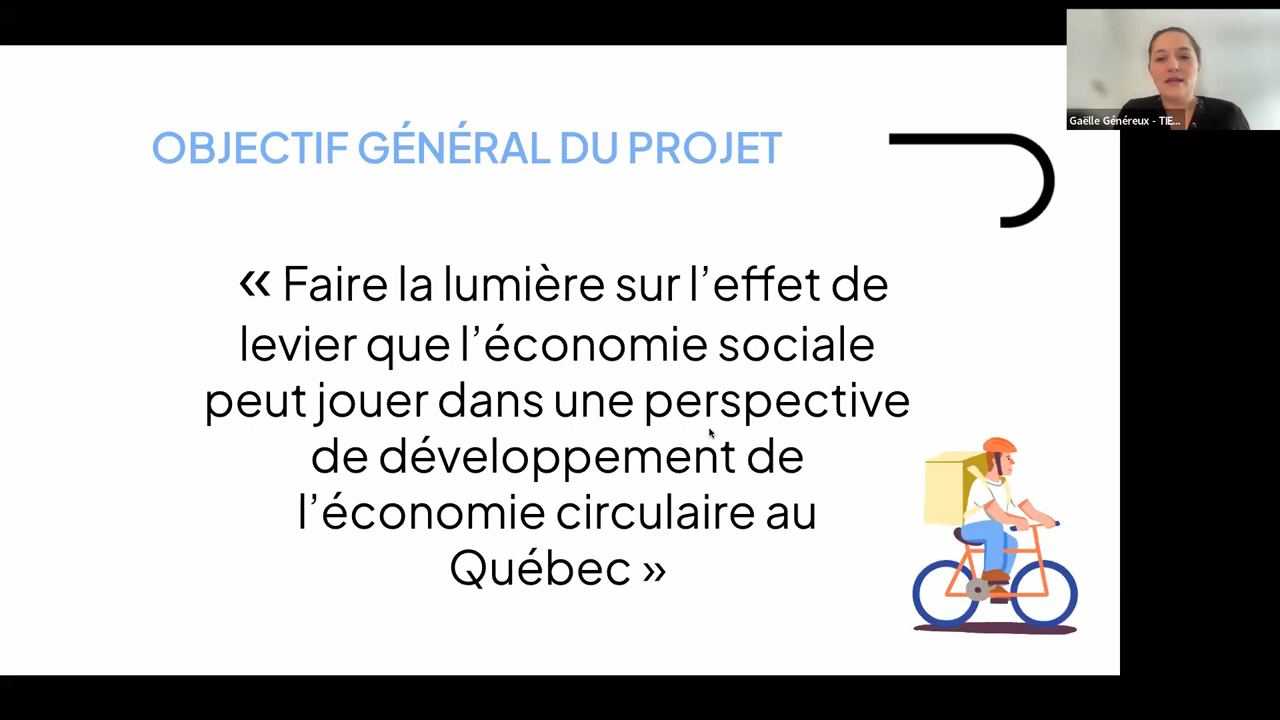 OBJECTIF GÉNÉRAL DU PROJET
« Faire la lumière sur l’effet de
levier que l’économie sociale
peut jouer dans une perspective
de développement de
l’économie circulaire au
Québec »
Gaëlle Généreux - TIE...